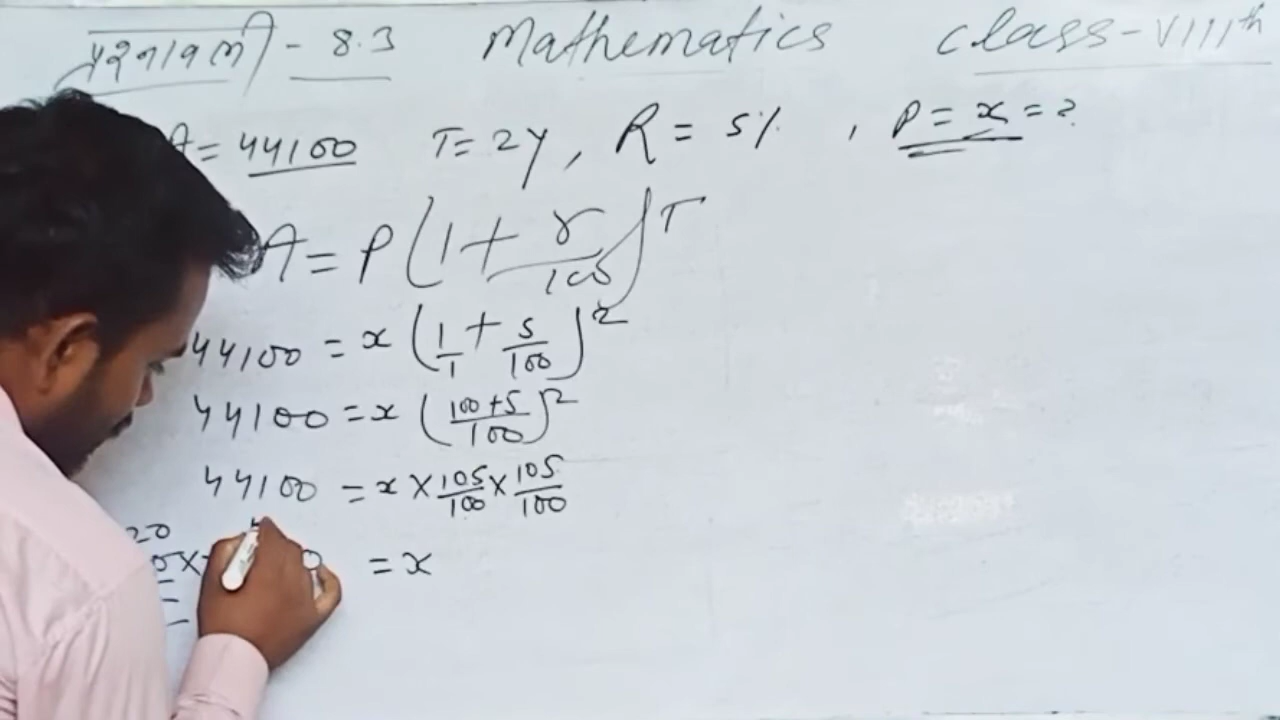 प्रश्नावली - 8.3 Mathematics class-VIIIth
A = 44100 T = 2y, R = 5%, P = x = ?
A = P(1 + r/100)^T
44100 = x (1/1 + 5/100)^2
44100 = x (100+5/100)^2
44100 = x × 105/100 × 105/100
20
= x